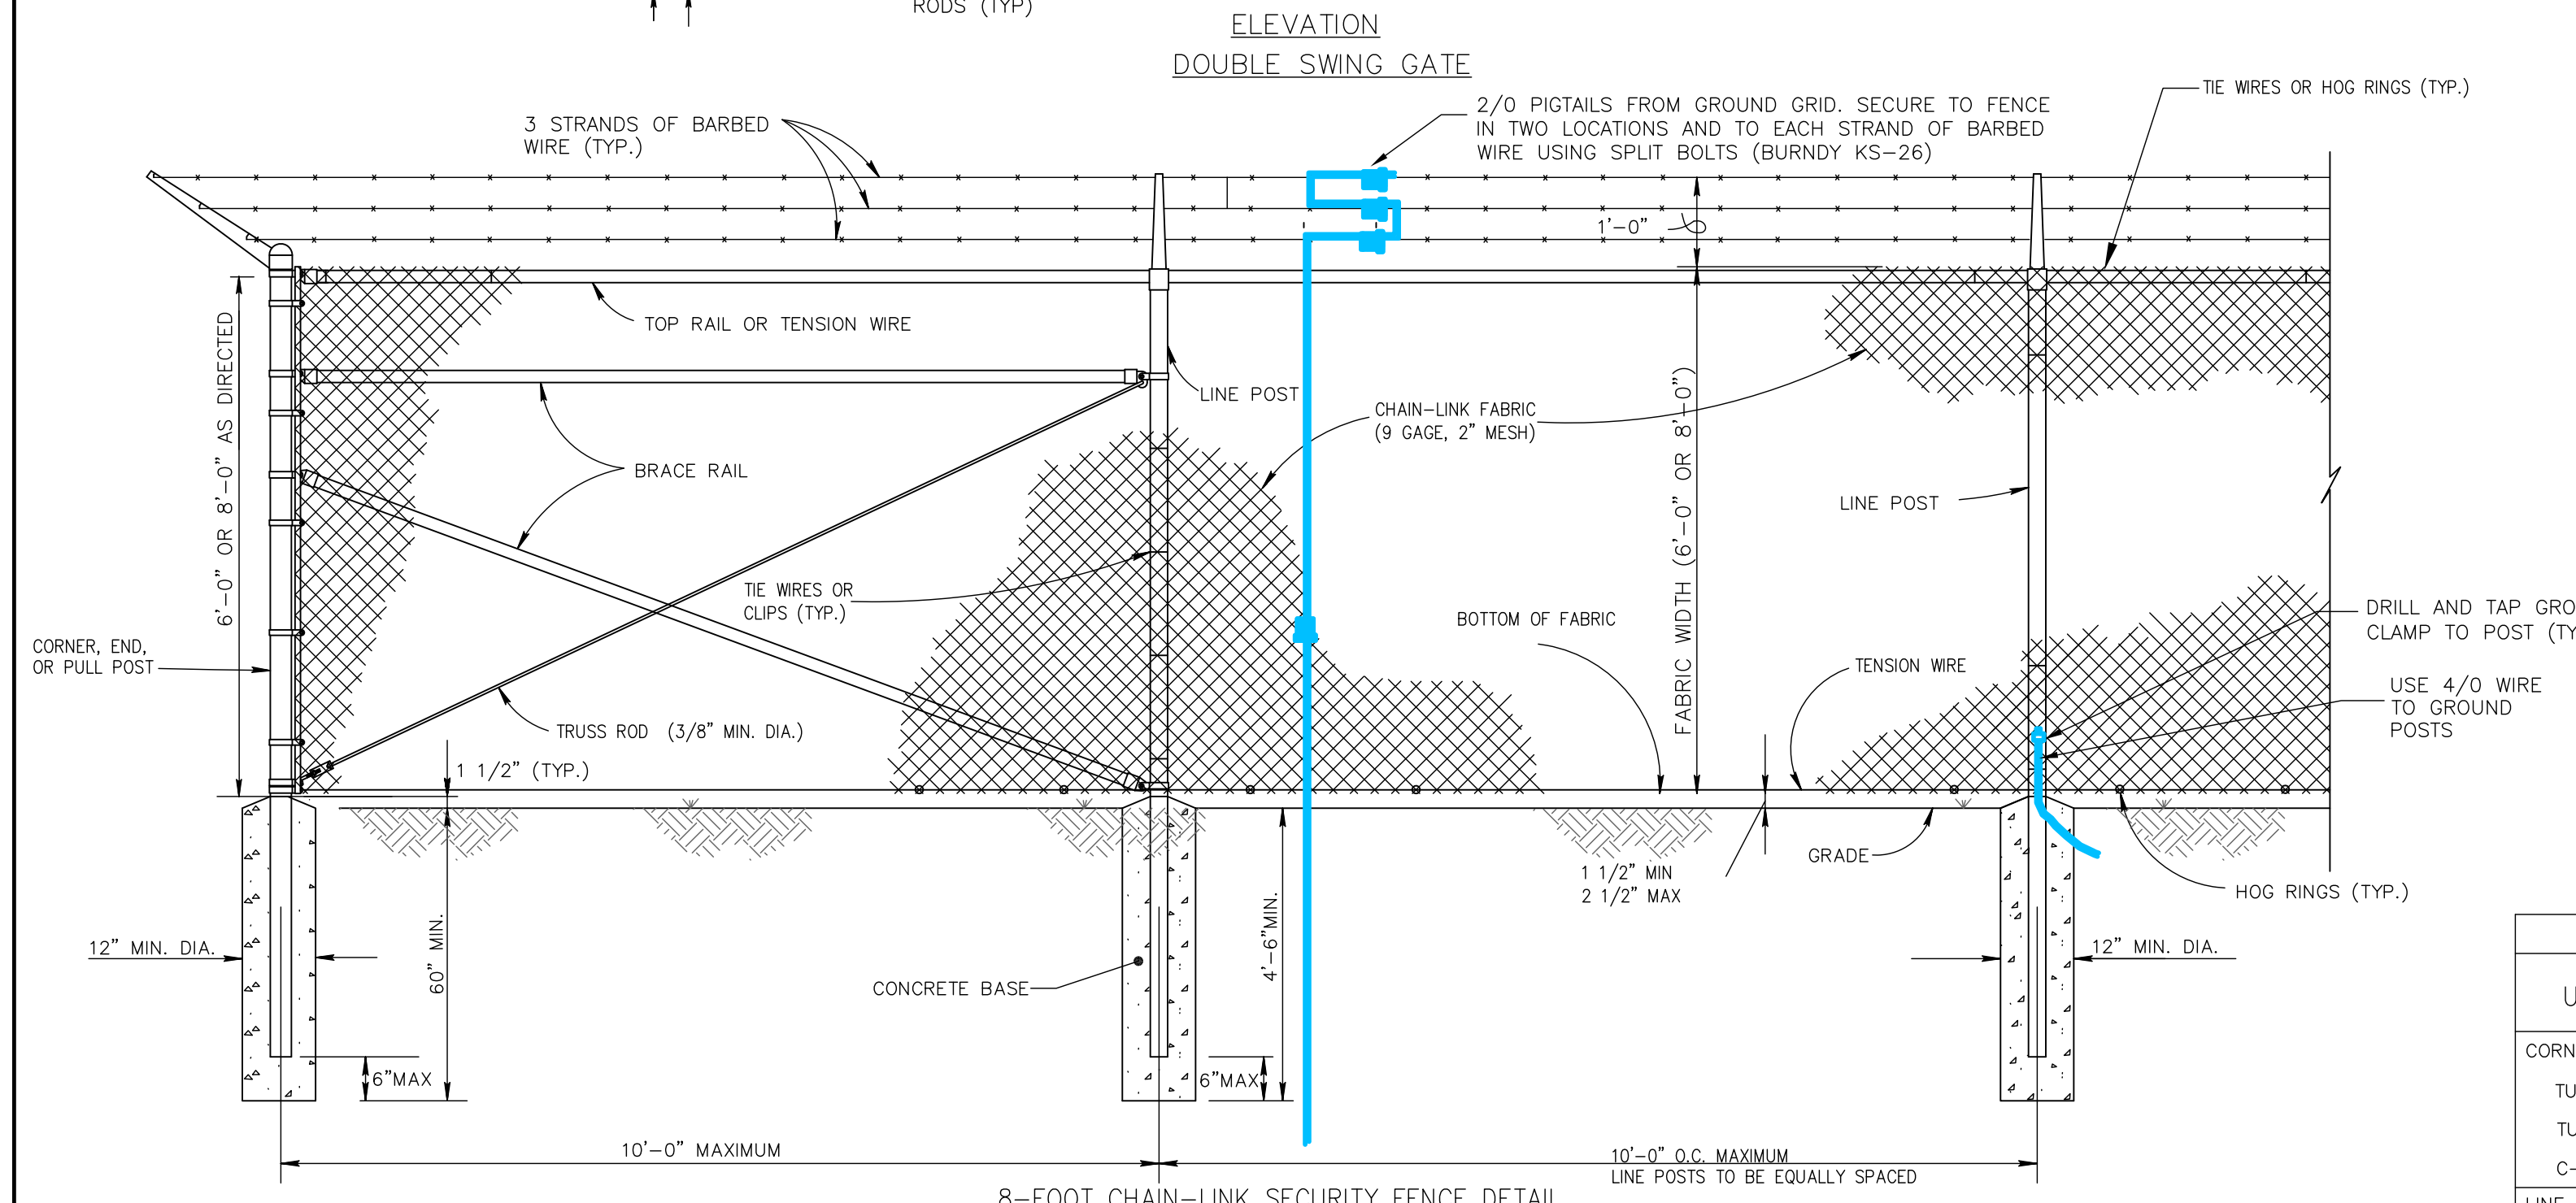 RODS (TYP)
ELEVATION
DOUBLE SWING GATE
TIE WIRES OR HOG RINGS (TYP.)
2/0 PIGTAILS FROM GROUND GRID. SECURE TO FENCE
IN TWO LOCATIONS AND TO EACH STRAND OF BARBED
WIRE USING SPLIT BOLTS (BURNDY KS-26)
3 STRANDS OF BARBED
WIRE (TYP.)
1'-0"
TOP RAIL OR TENSION WIRE
6'-0" OR 8'-0" AS DIRECTED
LINE POST
CHAIN-LINK FABRIC
(9 GAGE, 2" MESH)
FABRIC WIDTH (6'-0" OR 8'-0")
BRACE RAIL
LINE POST
TIE WIRES OR
CLIPS (TYP.)
BOTTOM OF FABRIC
DRILL AND TAP
CLAMP TO POST
CORNER, END,
OR PULL POST
TENSION WIRE
USE 4/0 WIRE
TO GROUND
POSTS
TRUSS ROD (3/8" MIN. DIA.)
1 1/2" (TYP.)
GRADE
1 1/2" MIN
2 1/2" MAX
HOG RINGS (TYP.)
12" MIN. DIA.
60" MIN.
4'-6"MIN.
12" MIN. DIA.
CONCRETE BASE
6"MAX
6"MAX
10'-0" MAXIMUM
10'-0" O.C. MAXIMUM
LINE POSTS TO BE EQUALLY SPACED
8-FOOT CHAIN-LINK SECURITY FENCE DETAIL
U
CORN
TU
TU
C-
LINE